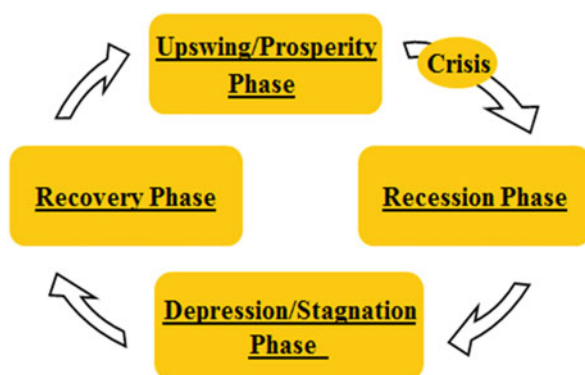 Upswing/Prosperity
Phase
Crisis
Recovery Phase
Recession Phase
Depression/Stagnation
Phase